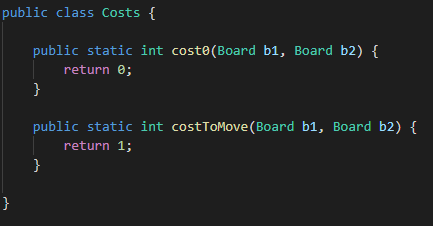 public class Costs {
public static int cost0(Board b1, Board b2) {
return 0;
}
public static int costToMove(Board b1, Board b2) {
return 1;
}
}